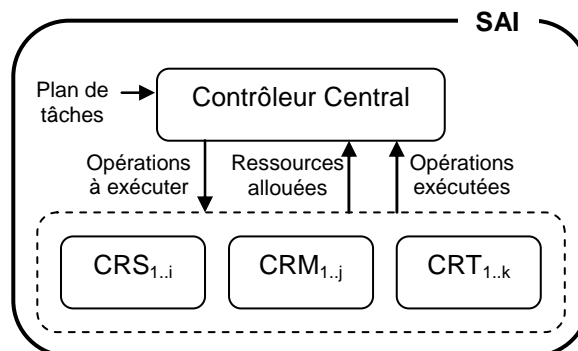 SAI
Plan de
tâches
Contrôleur Central
Opérations
à exécuter
Ressources
allouées
Opérations
exécutées
CRS1..i
CRM1..j
CRT1..k